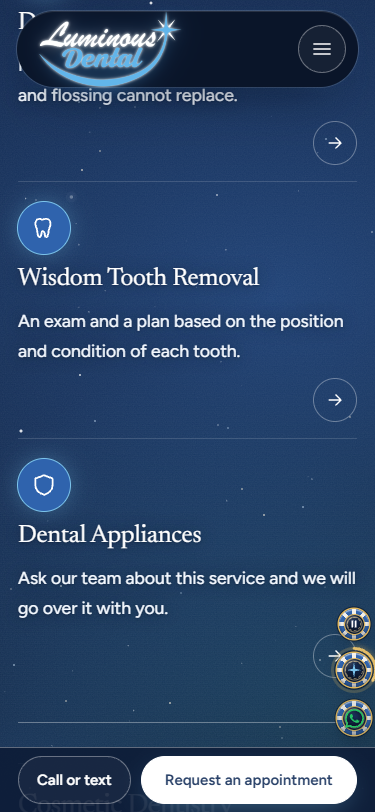 D
Luminous
Dental
and flossing cannot replace.
Wisdom Tooth Removal
An exam and a plan based on the position
and condition of each tooth.
Dental Appliances
Ask our team about this service and we will
go over it with you.
Cosmetic Dentistry
Call or text
Request an appointment